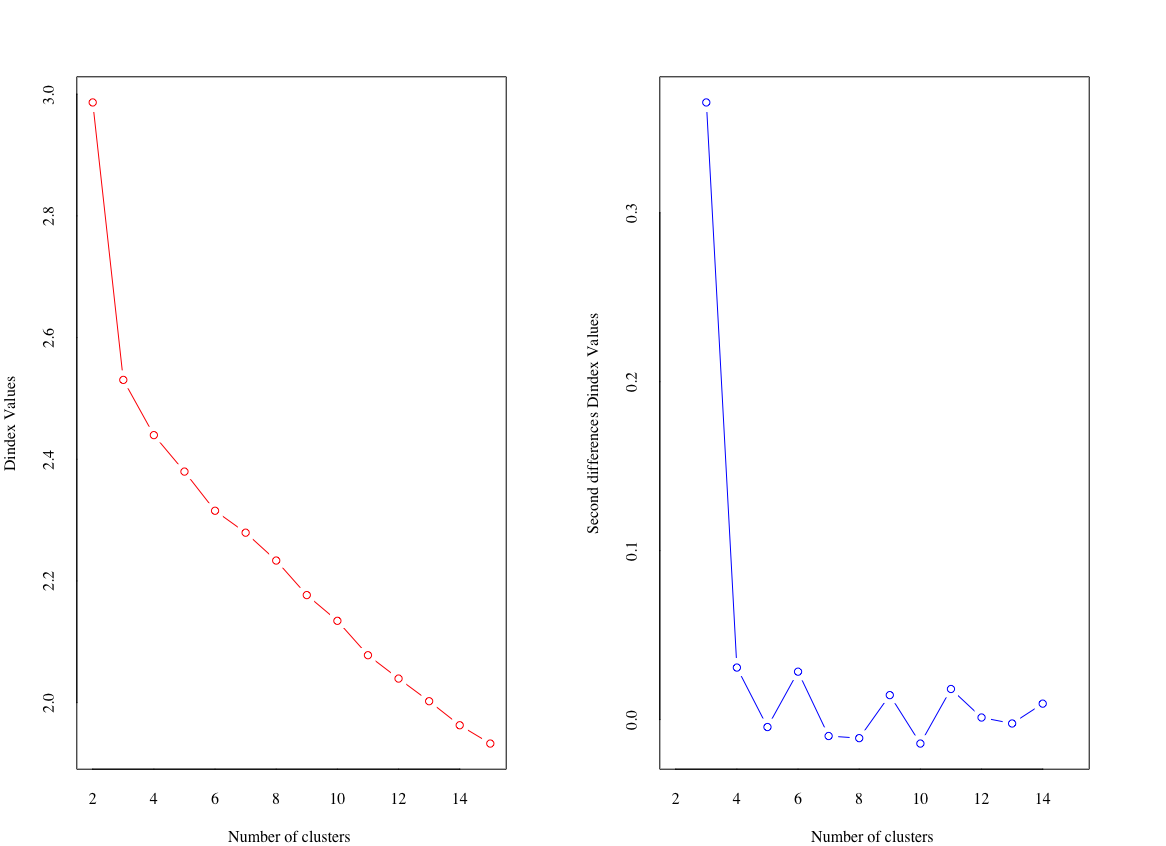 Dindex Values
3.0
2.8
2.6
2.4
2.2
2.0
2 4 6 8 10 12 14
Number of clusters
Second differences Dindex Values
0.3
0.2
0.1
0.0
2 4 6 8 10 12 14
Number of clusters